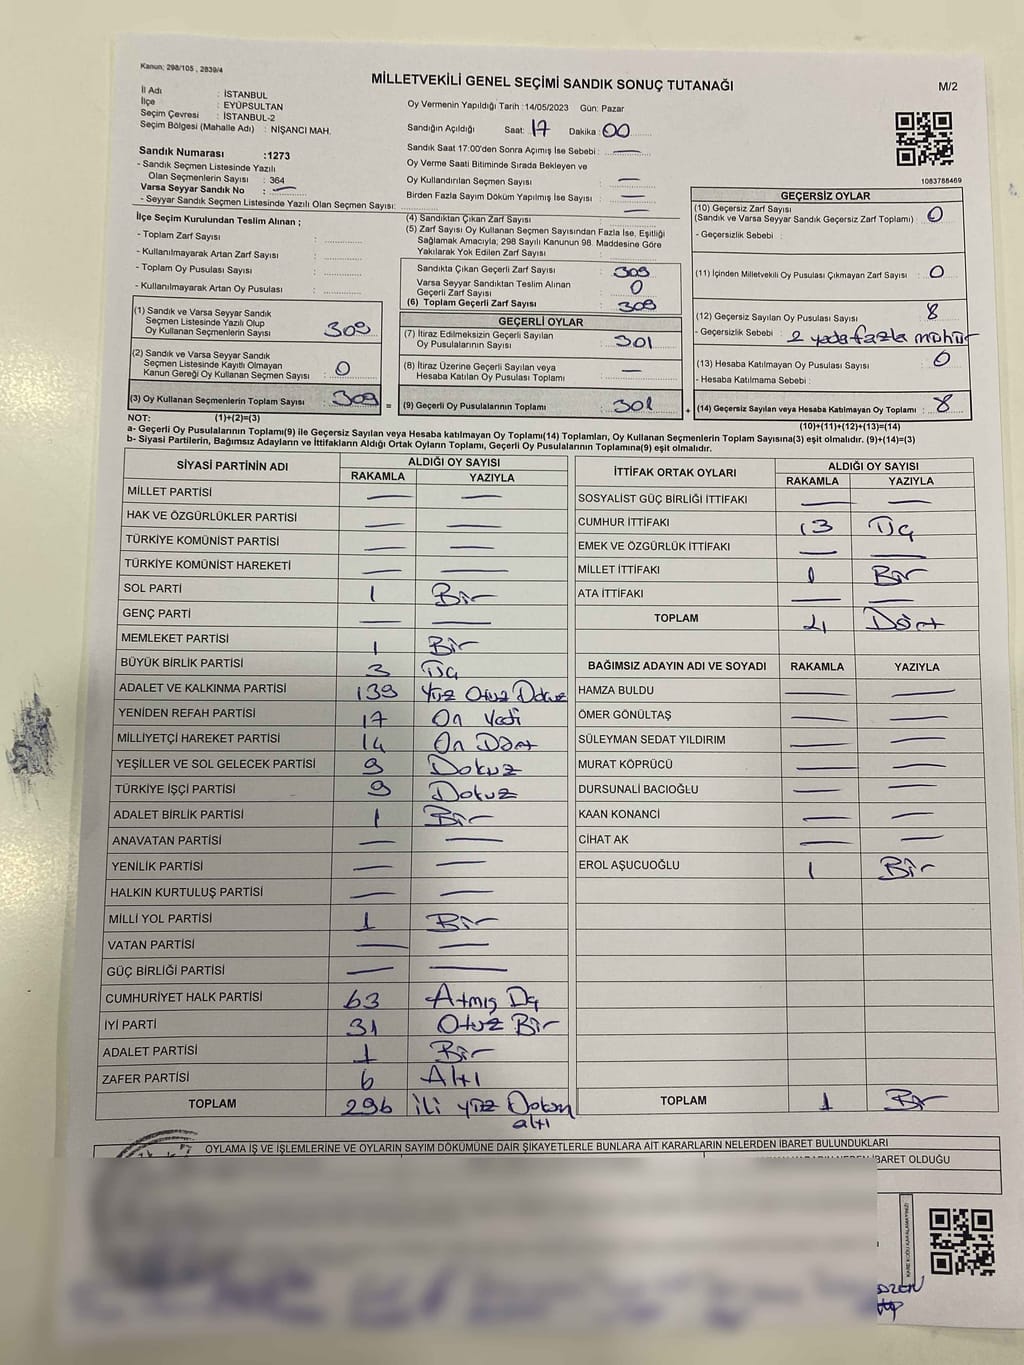 Kanun; 298/105 , 2839/4
MİLLETVEKİLİ GENEL SEÇİMİ SANDIK SONUÇ TUTANAĞI
M/2
İl Adı : İSTANBUL
İlçe : EYÜPSULTAN
Seçim Çevresi : İSTANBUL-2
Seçim Bölgesi (Mahalle Adı) : NİŞANCI MAH.
Sandık Numarası :1273
- Sandık Seçmen Listesinde Yazılı
Olan Seçmenlerin Sayısı : 364
Varsa Seyyar Sandık No : —
- Seyyar Sandık Seçmen Listesinde Yazılı Olan Seçmen Sayısı: —
Oy Vermenin Yapıldığı Tarih :14/05/2023 Gün: Pazar
Sandığın Açıldığı Saat: 17 Dakika: 00
Sandık Saat 17:00'den Sonra Açımış İse Sebebi : —
Oy Verme Saati Bitiminde Sırada Bekleyen ve
Oy Kullandırılan Seçmen Sayısı : —
Birden Fazla Sayım Döküm Yapılmış İse Sayısı : —
1083786469
İlçe Seçim Kurulundan Teslim Alınan ;
- Toplam Zarf Sayısı :
- Kullanılmayarak Artan Zarf Sayısı :
- Toplam Oy Pusulası Sayısı :
- Kullanılmayarak Artan Oy Pusulası :
(4) Sandıktan Çıkan Zarf Sayısı :
(5) Zarf Sayısı Oy Kullanan Seçmen Sayısından Fazla İse, Eşitliği
Sağlamak Amacıyla; 298 Sayılı Kanunun 98. Maddesine Göre
Yakılarak Yok Edilen Zarf Sayısı :
Sandıkta Çıkan Geçerli Zarf Sayısı : 309
Varsa Seyyar Sandıktan Teslim Alınan
Geçerli Zarf Sayısı : 0
(6) Toplam Geçerli Zarf Sayısı : 309
GEÇERSİZ OYLAR
(10) Geçersiz Zarf Sayısı : 0
(Sandık ve Varsa Seyyar Sandık Geçersiz Zarf Toplamı)
- Geçersizlik Sebebi :
(11) İçinden Milletvekili Oy Pusulası Çıkmayan Zarf Sayısı : 0
(12) Geçersiz Sayılan Oy Pusulası Sayısı : 8
- Geçersizlik Sebebi : 2 yada fazla mühür
(13) Hesaba Katılmayan Oy Pusulası Sayısı : 0
- Hesaba Katılmama Sebebi :
(14) Geçersiz Sayılan veya Hesaba Katılmayan Oy Toplamı : 8
(10)+(11)+(12)+(13)=(14)
(1) Sandık ve Varsa Seyyar Sandık
Seçmen Listesinde Yazılı Olup
Oy Kullanan Seçmenlerin Sayısı : 309
(2) Sandık ve Varsa Seyyar Sandık
Seçmen Listesinde Kayıtlı Olmayan
Kanun Gereği Oy Kullanan Seçmen Sayısı : 0
(3) Oy Kullanan Seçmenlerin Toplam Sayısı : 309 =
GEÇERLİ OYLAR
(7) İtiraz Edilmeksizin Geçerli Sayılan
Oy Pusulalarının Sayısı : 301
(8) İtiraz Üzerine Geçerli Sayılan veya
Hesaba Katılan Oy Pusulası Toplamı : —
(9) Geçerli Oy Pusulalarının Toplamı : 301 +
NOT: (1)+(2)=(3)
a- Geçerli Oy Pusulalarının Toplamı(9) ile Geçersiz Sayılan veya Hesaba katılmayan Oy Toplamı(14) Toplamları, Oy Kullanan Seçmenlerin Toplam Sayısına(3) eşit olmalıdır. (9)+(14)=(3)
b- Siyasi Partilerin, Bağımsız Adayların ve İttifakların Aldığı Ortak Oyların Toplamı, Geçerli Oy Pusulalarının Toplamına(9) eşit olmalıdır.
SİYASİ PARTİNİN ADI ALDIĞI OY SAYISI
RAKAMLA YAZIYLA
MİLLET PARTİSİ — —
HAK VE ÖZGÜRLÜKLER PARTİSİ — —
TÜRKİYE KOMÜNİST PARTİSİ — —
TÜRKİYE KOMÜNİST HAREKETİ — —
SOL PARTİ 1 Bir
GENÇ PARTİ — —
MEMLEKET PARTİSİ 1 Bir
BÜYÜK BİRLİK PARTİSİ 3 Üç
ADALET VE KALKINMA PARTİSİ 139 Yüz Otuz Dokuz
YENİDEN REFAH PARTİSİ 17 On Yedi
MİLLİYETÇİ HAREKET PARTİSİ 14 On Dört
YEŞİLLER VE SOL GELECEK PARTİSİ 9 Dokuz
TÜRKİYE İŞÇİ PARTİSİ 9 Dokuz
ADALET BİRLİK PARTİSİ 1 Bir
ANAVATAN PARTİSİ — —
YENİLİK PARTİSİ — —
HALKIN KURTULUŞ PARTİSİ — —
MİLLİ YOL PARTİSİ 1 Bir
VATAN PARTİSİ — —
GÜÇ BİRLİĞİ PARTİSİ — —
CUMHURİYET HALK PARTİSİ 63 Atmış Üç
İYİ PARTİ 31 Otuz Bir
ADALET PARTİSİ 1 Bir
ZAFER PARTİSİ 6 Altı
TOPLAM 296 iki yüz Doksan
altı
İTTİFAK ORTAK OYLARI ALDIĞI OY SAYISI
RAKAMLA YAZIYLA
SOSYALİST GÜÇ BİRLİĞİ İTTİFAKI — —
CUMHUR İTTİFAKI 3 Üç
EMEK VE ÖZGÜRLÜK İTTİFAKI — —
MİLLET İTTİFAKI 1 Bir
ATA İTTİFAKI — —
TOPLAM 4 Dört
BAĞIMSIZ ADAYIN ADI VE SOYADI RAKAMLA YAZIYLA
HAMZA BULDU — —
ÖMER GÖNÜLTAŞ — —
SÜLEYMAN SEDAT YILDIRIM — —
MURAT KÖPRÜCÜ — —
DURSUNALİ BACIOĞLU — —
KAAN KONANCİ — —
CİHAT AK — —
EROL AŞUCUOĞLU 1 Bir
TOPLAM 1 Bir
OYLAMA İŞ VE İŞLEMLERİNE VE OYLARIN SAYIM DÖKÜMÜNE DAİR ŞİKAYETLERLE BUNLARA AİT KARARLARIN NELERDEN İBARET BULUNDUKLARI
İBARET OLDUĞU
KARE KODU KARALAMAYINIZ!